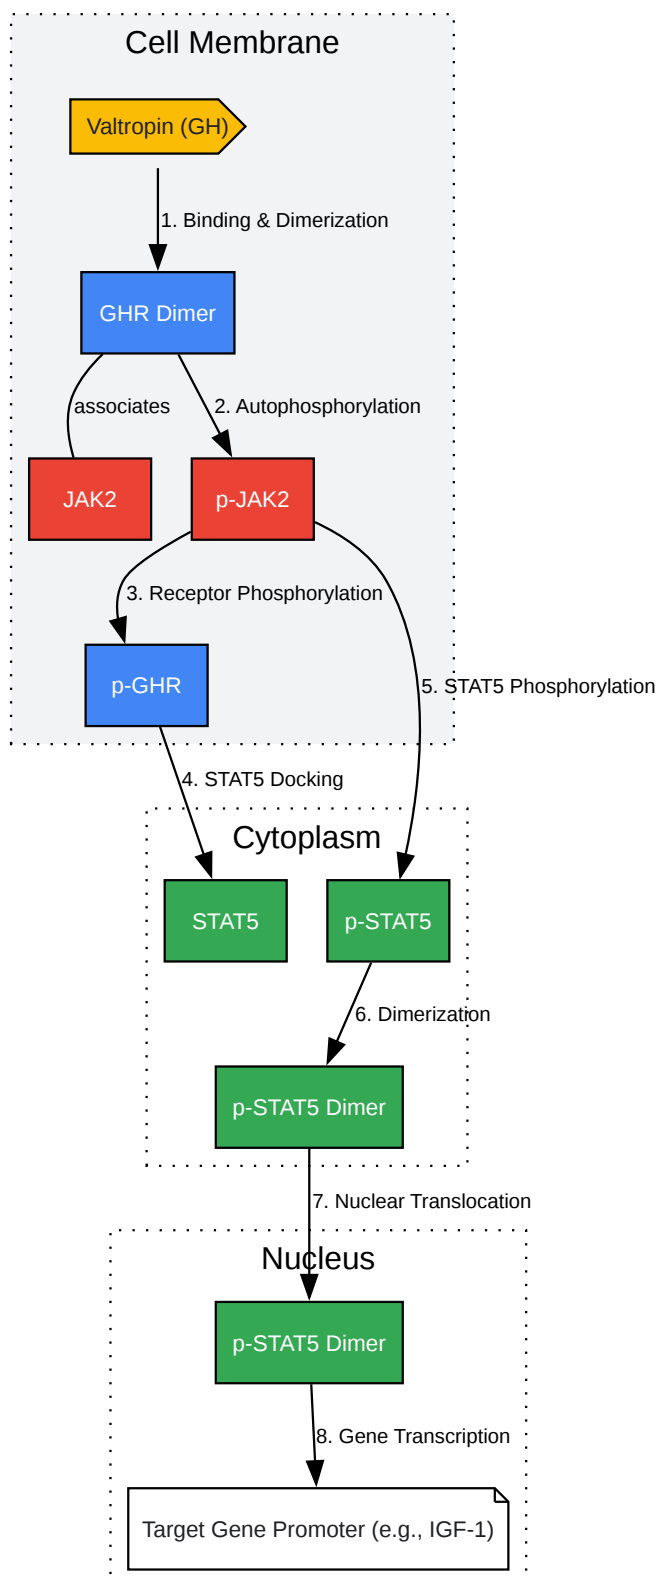 Cell Membrane
Valtropin (GH)
1. Binding & Dimerization
GHR Dimer
associates
2. Autophosphorylation
JAK2
p-JAK2
3. Receptor Phosphorylation
p-GHR
5. STAT5 Phosphorylation
4. STAT5 Docking
Cytoplasm
STAT5
p-STAT5
6. Dimerization
p-STAT5 Dimer
7. Nuclear Translocation
Nucleus
p-STAT5 Dimer
8. Gene Transcription
Target Gene Promoter (e.g., IGF-1)